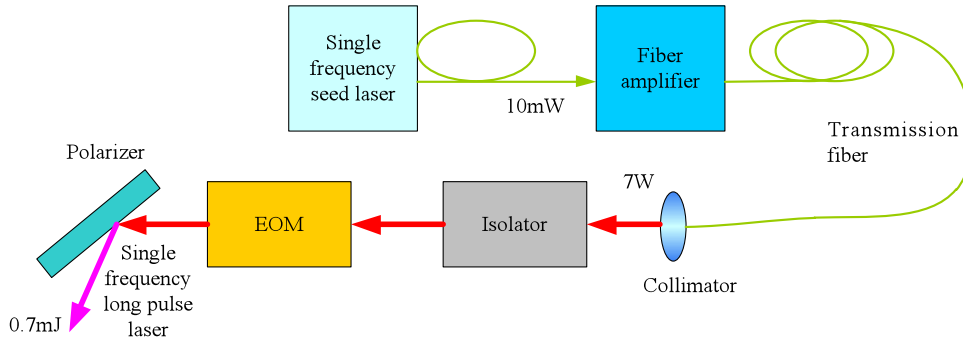 Single
frequency
seed laser
10mW
Fiber
amplifier
Transmission
fiber
Polarizer
EOM
Isolator
7W
Collimator
Single
frequency
long pulse
laser
0.7mJ